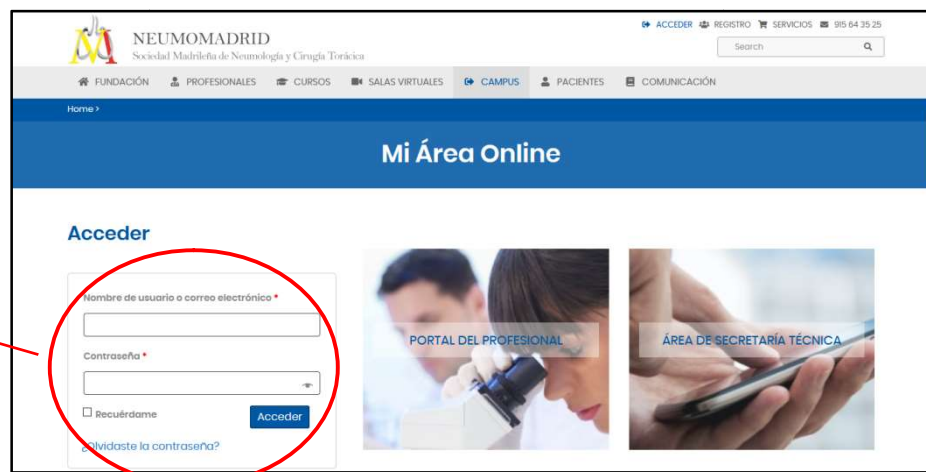 ACCEDER REGISTRO SERVICIOS 915 64 35 25
NEUMOMADRID
Sociedad Madrileña de Neumología y Cirugía Torácica
Search
FUNDACIÓN PROFESIONALES CURSOS SALAS VIRTUALES CAMPUS PACIENTES COMUNICACIÓN
Home >
Mi Área Online
Acceder
Nombre de usuario o correo electrónico *
Contraseña *
Recuérdame
Acceder
¿Olvidaste la contraseña?
PORTAL DEL PROFESIONAL
ÁREA DE SECRETARÍA TÉCNICA